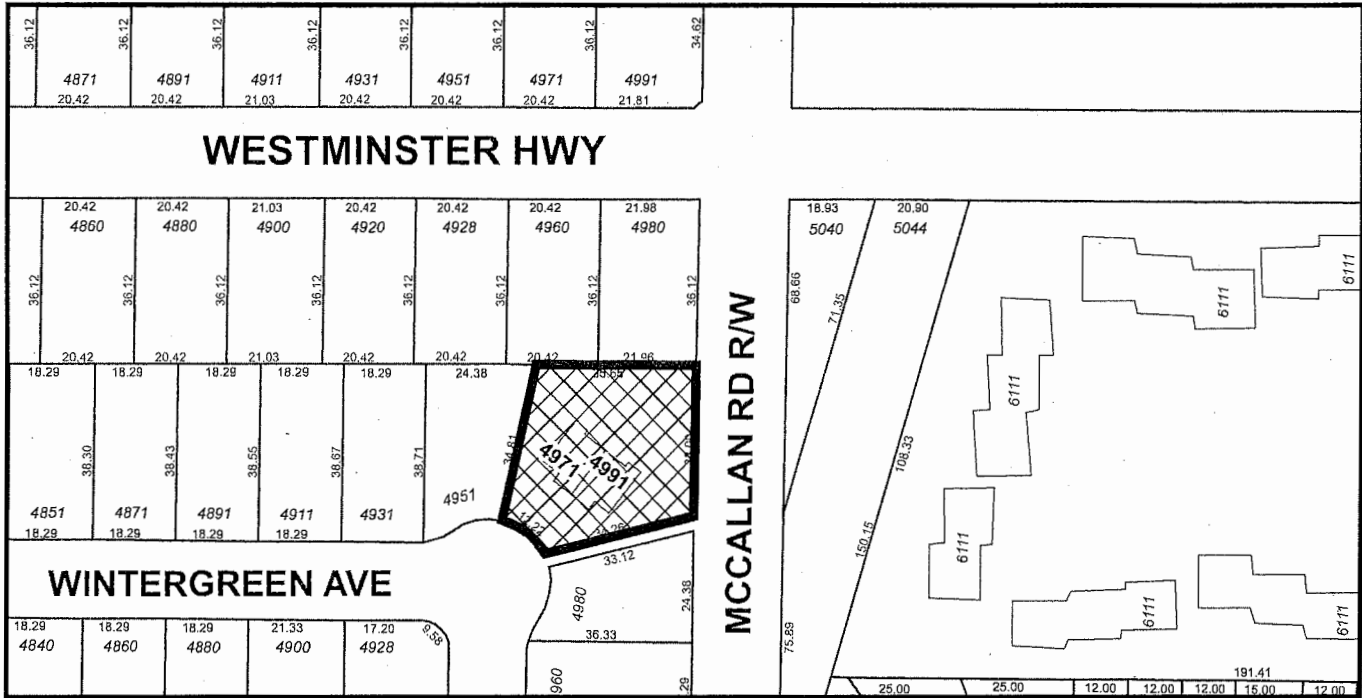 36.12 36.12 36.12 36.12 36.12 36.12 36.12 34.62
4871 4891 4911 4931 4951 4971 4991
20.42 20.42 21.03 20.42 20.42 20.42 21.81
WESTMINSTER HWY
20.42 20.42 21.03 20.42 20.42 20.42 21.98 18.93 20.90
4860 4880 4900 4920 4928 4960 4980 5040 5044
36.12 36.12 36.12 36.12 36.12 36.12 36.12 68.66 71.35
6111 6111
20.42 20.42 21.03 20.42 20.42 20.42 21.96
18.29 18.29 18.29 18.29 18.29 24.38
MCCALLAN RD R/W
6111
38.30 38.43 38.55 38.67 38.71 34.81 108.33
4971 4991
4951
4851 4871 4891 4911 4931
18.29 18.29 18.29 18.29
150.15
6111
33.12
WINTERGREEN AVE
4980 24.38
6111 6111
18.29 18.29 18.29 21.33 17.20 9.58 36.33 75.89
4840 4860 4880 4900 4928
960 .29
191.41
25.00 25.00 12.00 12.00 12.00 15.00 12.00